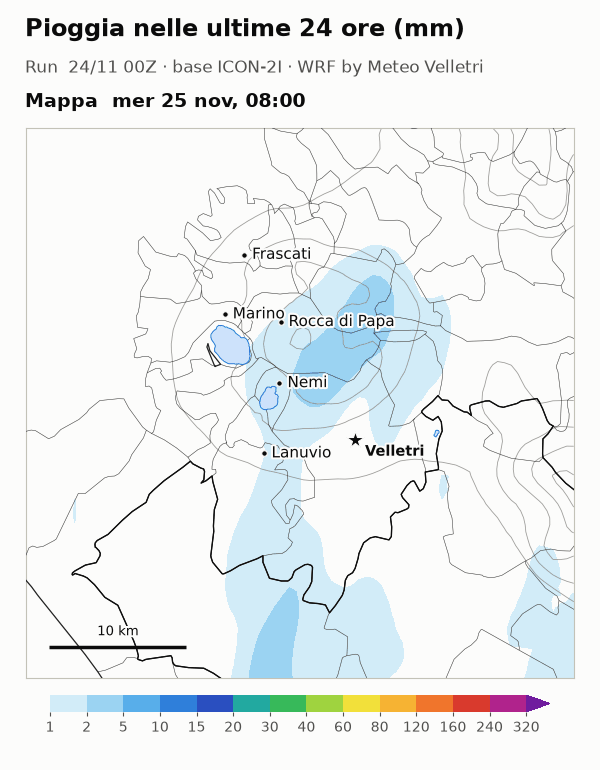 Pioggia nelle ultime 24 ore (mm)
Run 24/11 00Z · base ICON-2I · WRF by Meteo Velletri
Mappa mer 25 nov, 08:00
Frascati
Marino
Rocca di Papa
Nemi
Velletri
Lanuvio
10 km
1 2 5 10 15 20 30 40 60 80 120 160 240 320